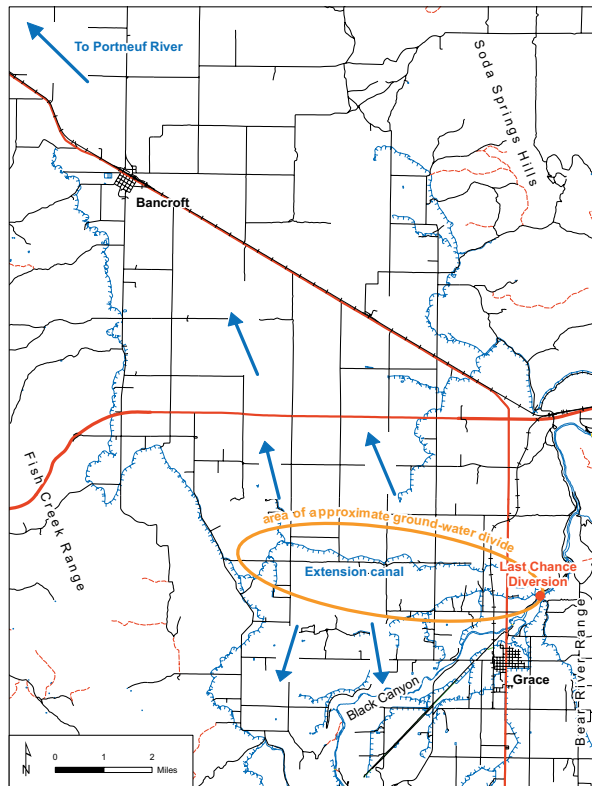 To Portneuf River
Soda Springs Hills
Bancroft
Fish Creek Range
area of approximate ground-water divide
Extension canal
Last Chance
Diversion
Bear River Range
Grace
Black Canyon
N
0 1 2
Miles